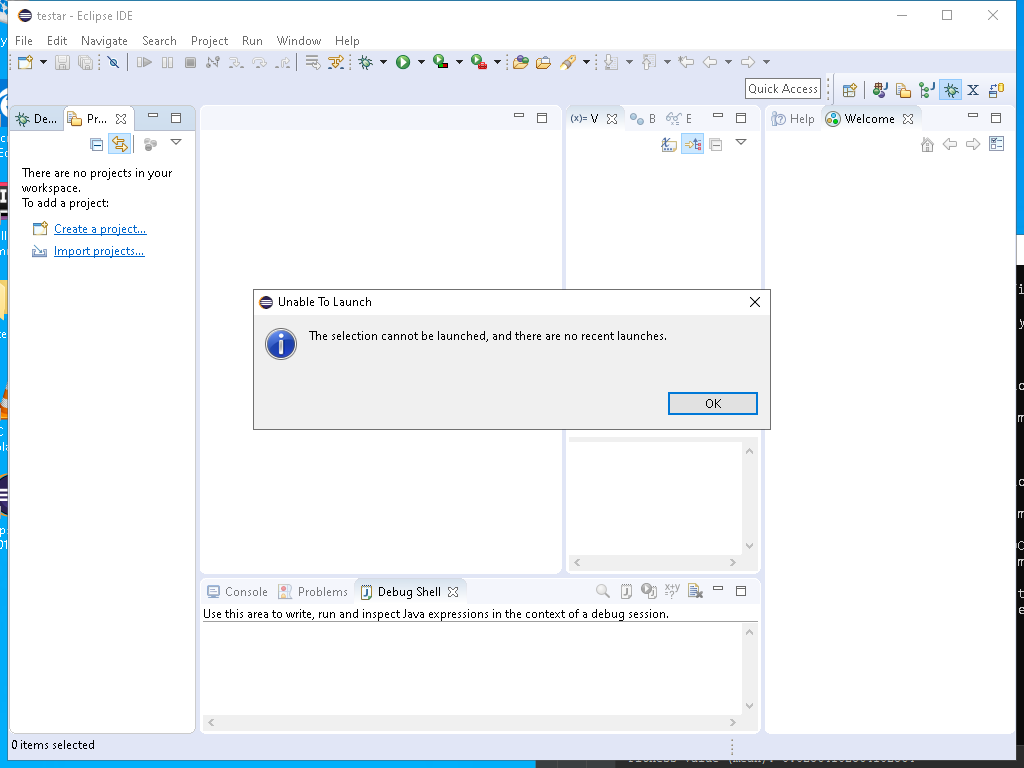 testar - Eclipse IDE
File Edit Navigate Search Project Run Window Help
Quick Access
De... Pr... (x)= V B E Help Welcome
There are no projects in your
workspace.
To add a project:
Create a project...
Import projects...
Unable To Launch
The selection cannot be launched, and there are no recent launches.
OK
Console Problems Debug Shell
Use this area to write, run and inspect Java expressions in the context of a debug session.
0 items selected